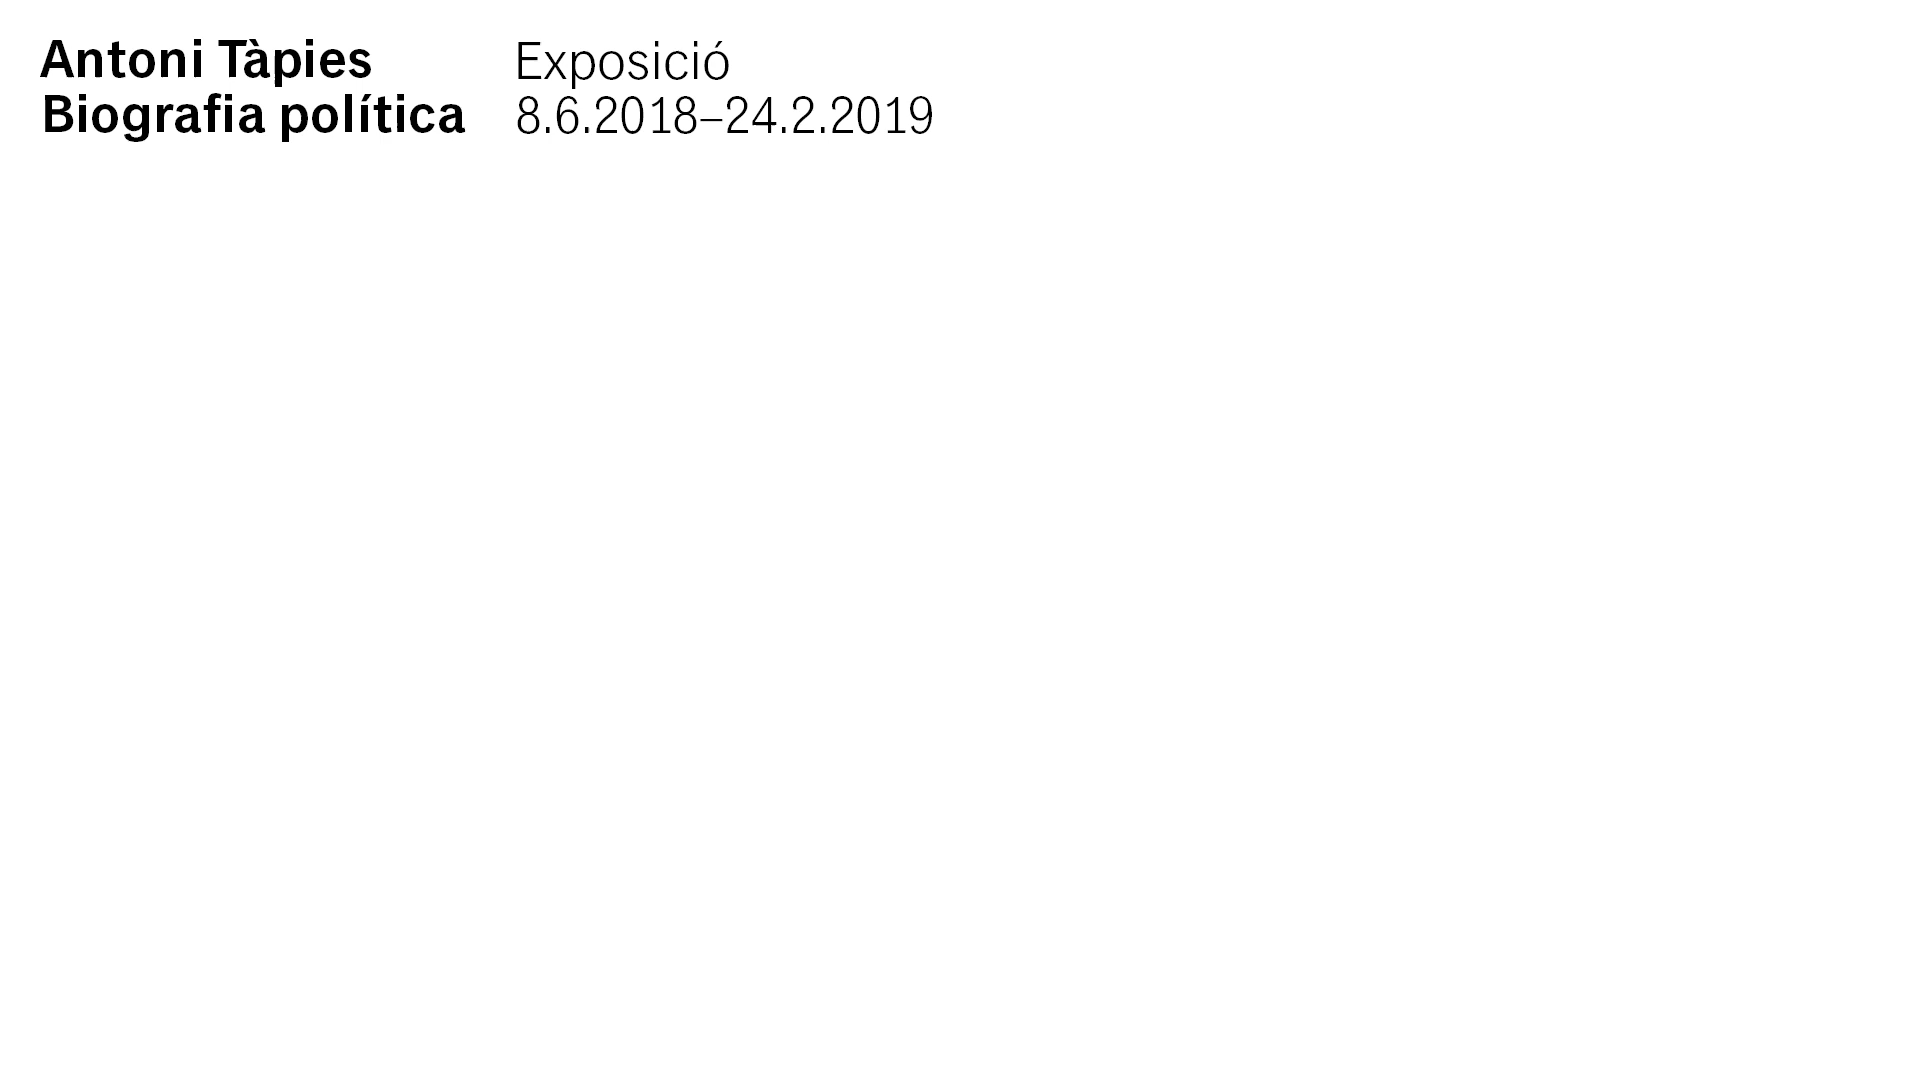 Antoni Tàpies
Biografia política
Exposició
8.6.2018–24.2.2019